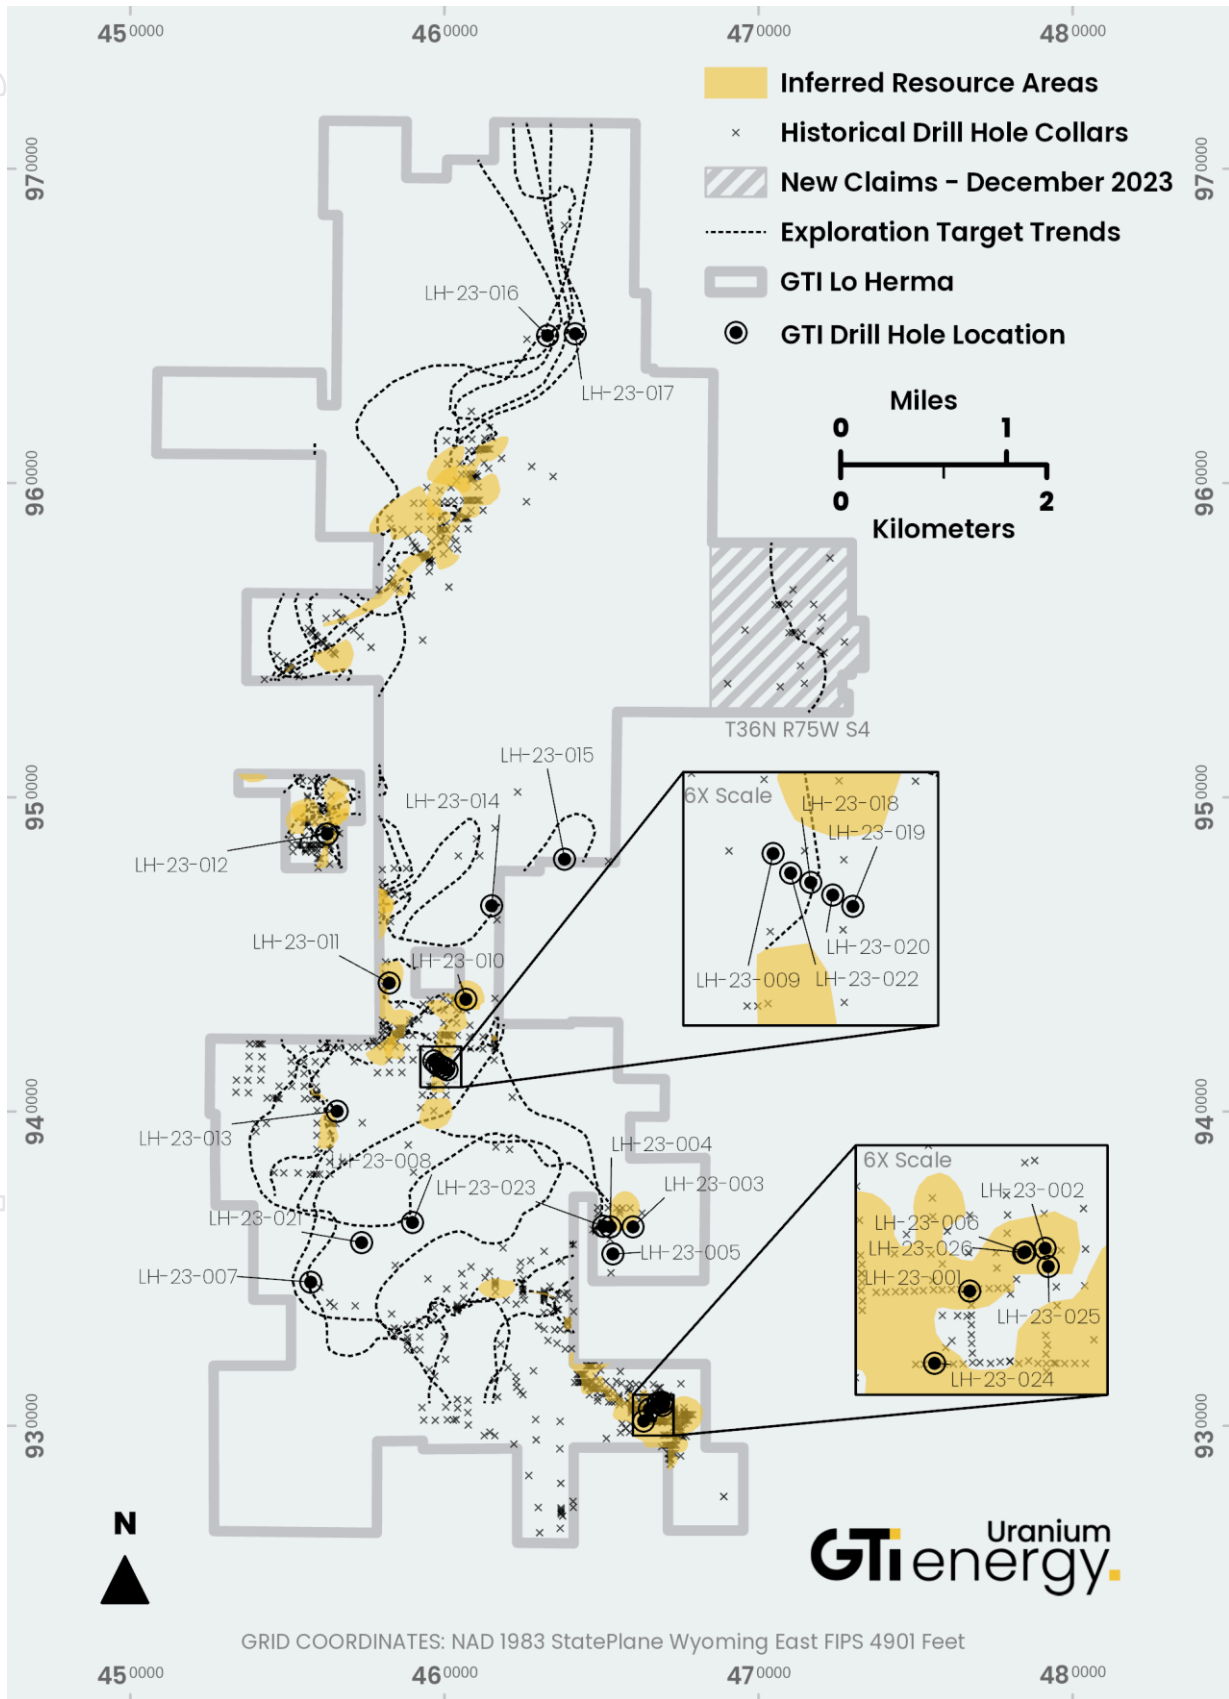 450000 460000 470000 480000
Inferred Resource Areas
Historical Drill Hole Collars
New Claims - December 2023
Exploration Target Trends
GTI Lo Herma
GTI Drill Hole Location
970000 970000
LH-23-016
LH-23-017
Miles
0 1
0 2
Kilometers
960000 960000
T36N R75W S4
LH-23-015
LH-23-014
950000 950000
LH-23-012
6X Scale
LH-23-018
LH-23-019
LH-23-020
LH-23-009 LH-23-022
LH-23-011
LH-23-010
940000 940000
LH-23-013
LH-23-008
LH-23-004
LH-23-023
LH-23-003
LH-23-021
LH-23-005
LH-23-007
6X Scale
LH-23-002
LH-23-006
LH-23-026
LH-23-001
LH-23-025
LH-23-024
930000 930000
N
GTi energy. Uranium
GRID COORDINATES: NAD 1983 StatePlane Wyoming East FIPS 4901 Feet
450000 460000 470000 480000